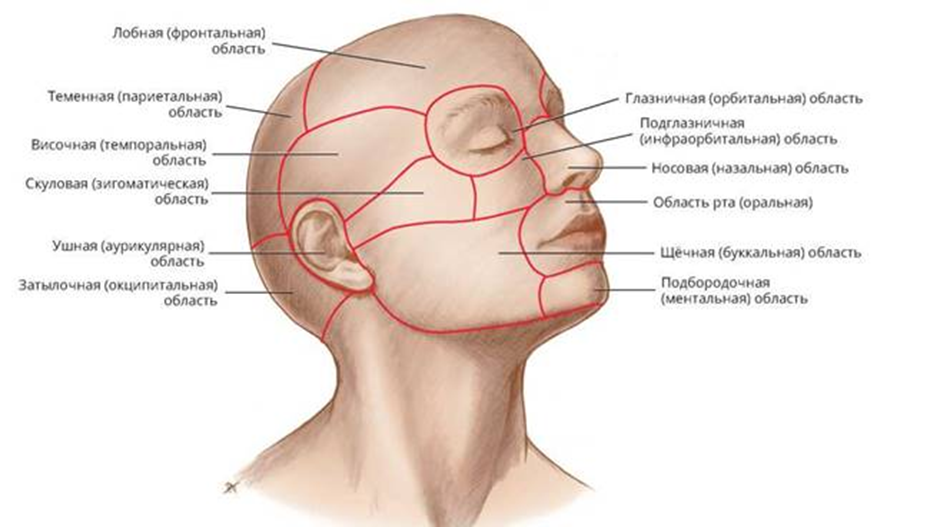 Лобная (фронтальная)
область
Теменная (париетальная)
область
Височная (темпоральная)
область
Скуловая (зигоматическая)
область
Ушная (аурикулярная)
область
Затылочная (окципитальная)
область
Глазничная (орбитальная) область
Подглазничная
(инфраорбитальная) область
Носовая (назальная) область
Область рта (оральная)
Щёчная (буккальная) область
Подбородочная
(ментальная) область